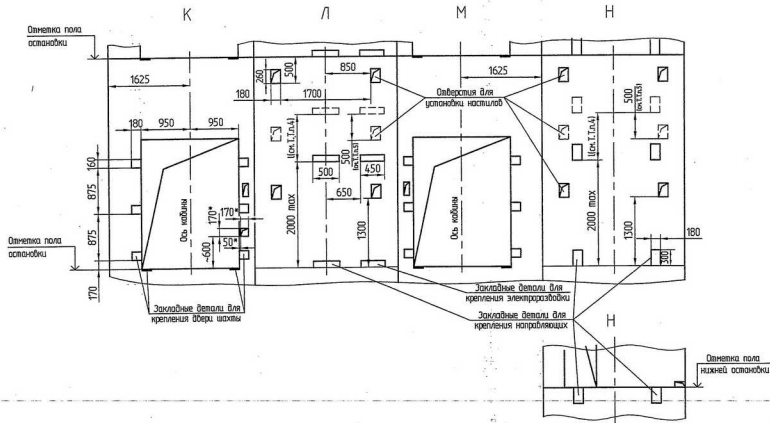 К Л М Н
Отметка пола
остановки
1625
180 950 950
160
875
875
170
170*
170*
50*
~600
Ось кабины
Отметка пола
остановки
Закладные детали для
крепления двери шахты
260
500
850
180 1700
500
450
500
650
2000 max
1300
l(см.Т.Т.п.4)
500
(см.Т.Т.п.5)
1625
Отверстия для
установки настилов
Ось кабины
Закладные детали для
крепления электроразводки
Закладные детали для
крепления направляющих
l(см.Т.Т.п.4)
500
(см.Т.Т.п.5)
2000 max
1300
180
300
Н
Отметка пола
нижней остановки